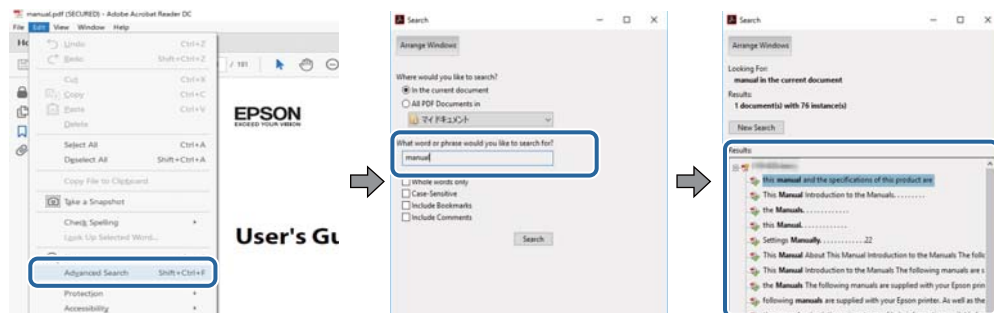 manual.pdf (SECURED) - Adobe Acrobat Reader DC
File Edit View Window Help
Undo Ctrl+Z
Redo Shift+Ctrl+Z
Cut Ctrl+X
Copy Ctrl+C
Paste Ctrl+V
Delete
Select All Ctrl+A
Deselect All Shift+Ctrl+A
Copy File to Clipboard
Take a Snapshot
Check Spelling
Look Up Selected Word...
Advanced Search Shift+Ctrl+F
Protection
Accessibility
/ 191
EPSON
EXCEED YOUR VISION
User's Gu
Search
Arrange Windows
Where would you like to search?
In the current document
All PDF Documents in
マイ ドキュメント
What word or phrase would you like to search for?
manual
Whole words only
Case-Sensitive
Include Bookmarks
Include Comments
Search
Search
Arrange Windows
Looking For:
manual in the current document
Results:
1 document(s) with 76 instance(s)
New Search
Results:
this manual and the specifications of this product are
This Manual Introduction to the Manuals. . . . . . . . .
the Manuals. . . . . . . . . . . . .
this Manual. . . . . . . . . . . . .
Settings Manually. . . . . . . . . . . . .22
This Manual About This Manual Introduction to the Manuals The follo
This Manual Introduction to the Manuals The following manuals are s
the Manuals The following manuals are supplied with your Epson prin
following manuals are supplied with your Epson printer. As well as the